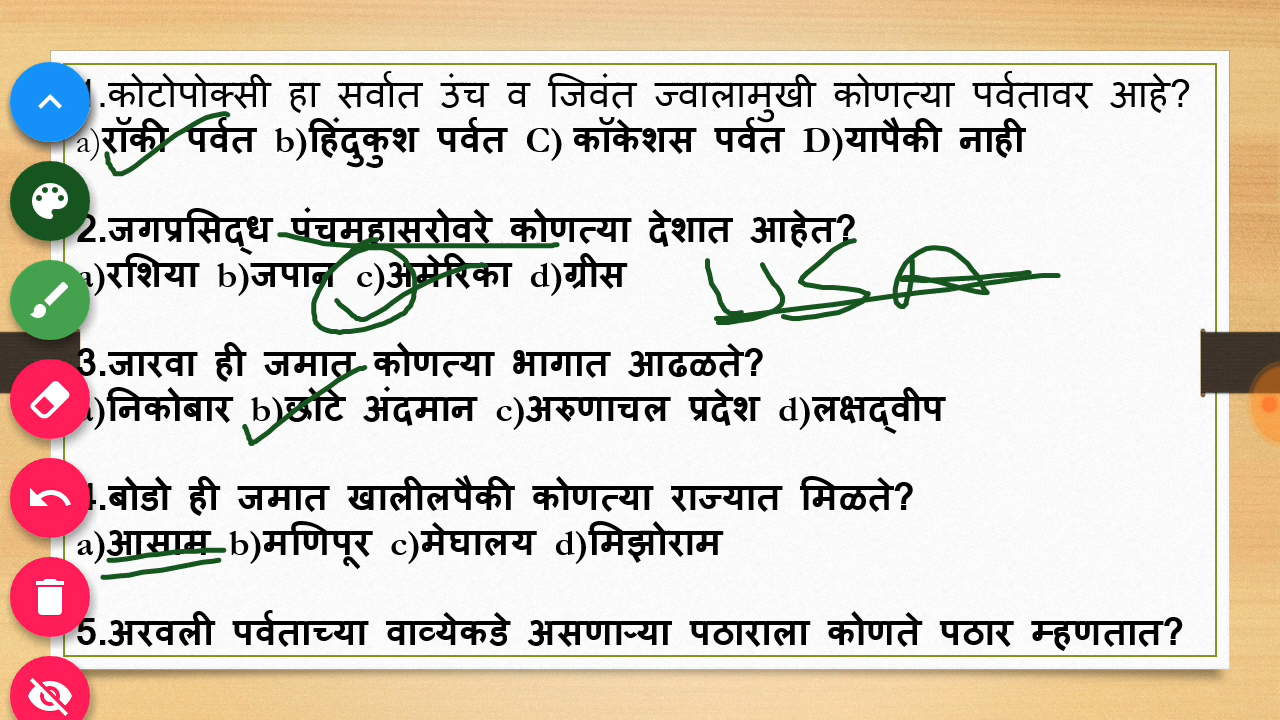 1.कोटोपोक्सी हा सर्वात उंच व जिवंत ज्वालामुखी कोणत्या पर्वतावर आहे?
a)रॉकी पर्वत b)हिंदुकुश पर्वत C) कॉकेशस पर्वत D)यापैकी नाही
2.जगप्रसिद्ध पंचमहासरोवरे कोणत्या देशात आहेत?
a)रशिया b)जपान c)अमेरिका d)ग्रीस
USA
3.जारवा ही जमात कोणत्या भागात आढळते?
a)निकोबार b)छोटे अंदमान c)अरुणाचल प्रदेश d)लक्षद्वीप
4.बोडो ही जमात खालीलपैकी कोणत्या राज्यात मिळते?
a)आसाम b)मणिपूर c)मेघालय d)मिझोराम
5.अरवली पर्वताच्या वाव्येकडे असणाऱ्या पठाराला कोणते पठार म्हणतात?